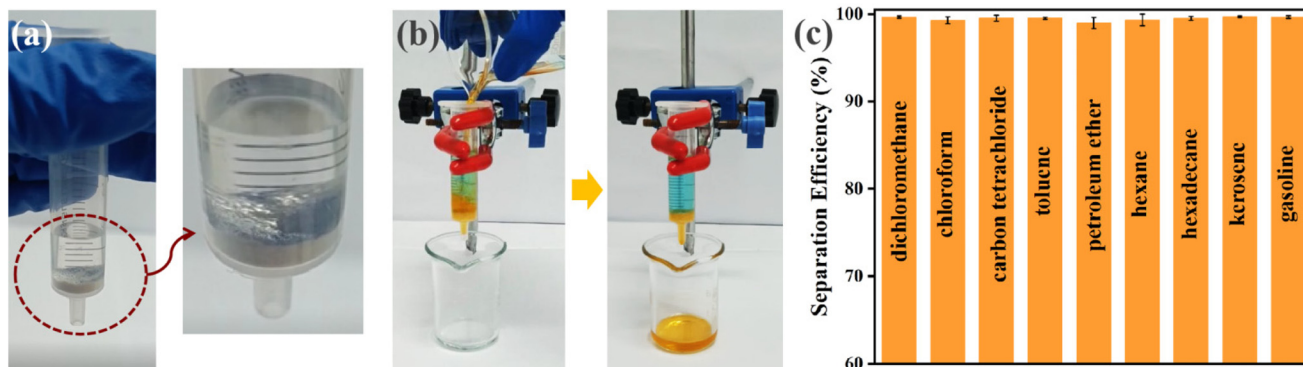 (a)
(b)
(c)
Separation Efficiency (%)
100
90
80
70
60
dichloromethane
chloroform
carbon tetrachloride
toluene
petroleum ether
hexane
hexadecane
kerosene
gasoline